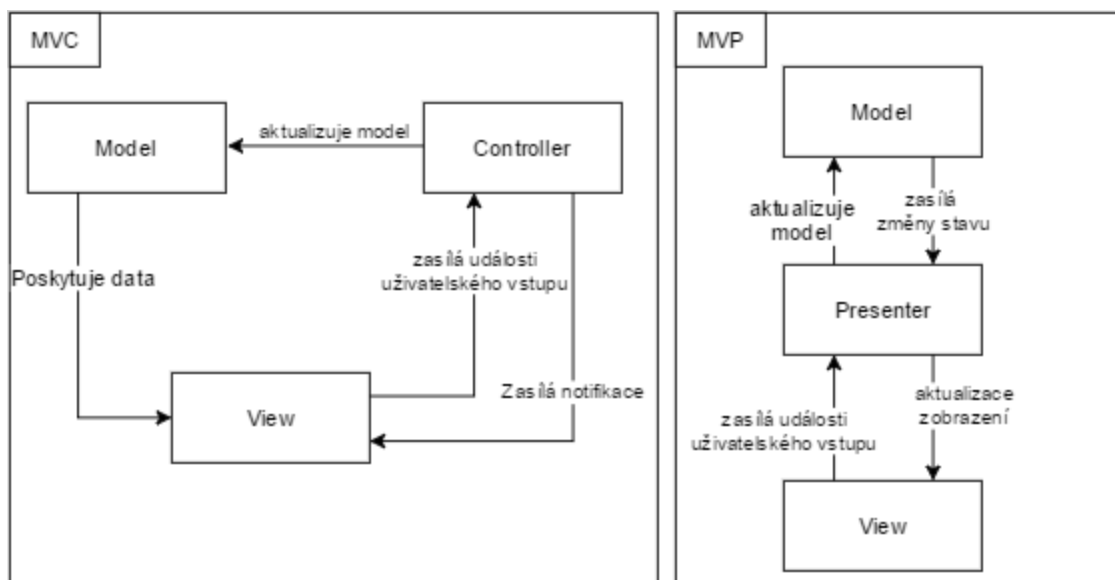 MVC
Model
aktualizuje model
Controller
Poskytuje data
zasílá události
uživatelského vstupu
Zasílá notifikace
View
MVP
Model
aktualizuje
model
zasílá
změny stavu
Presenter
zasílá události
uživatelského vstupu
aktualizace
zobrazení
View